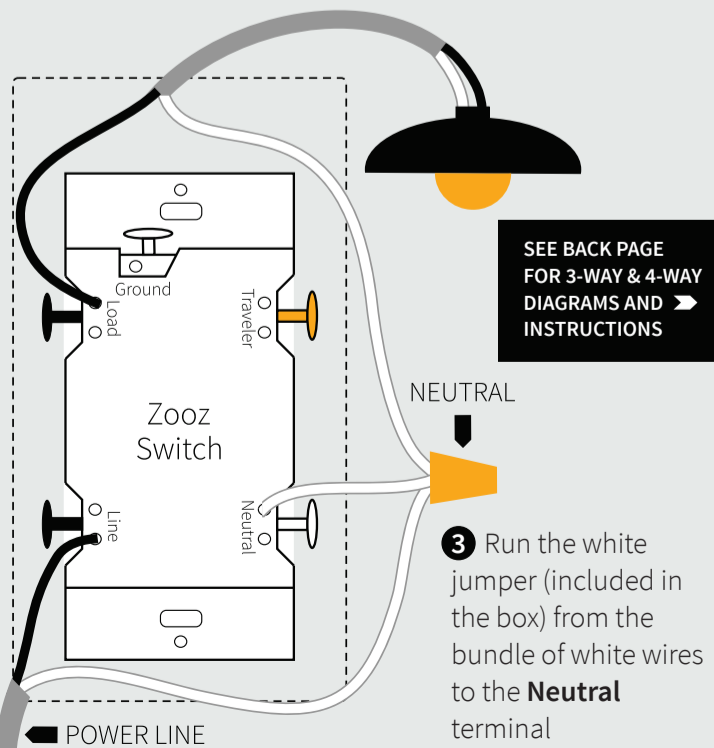 SEE BACK PAGE
FOR 3-WAY & 4-WAY
DIAGRAMS AND
INSTRUCTIONS
Ground
Load
Traveler
Zooz
Switch
Line
Neutral
NEUTRAL
3 Run the white
jumper (included in
the box) from the
bundle of white wires
to the Neutral
terminal
POWER LINE